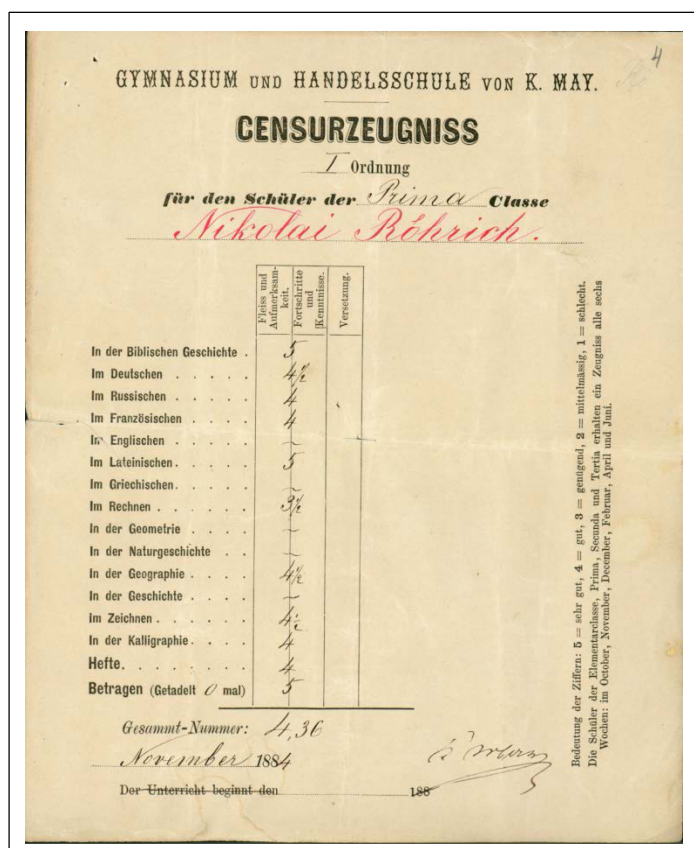 4
GYMNASIUM UND HANDELSSCHULE VON K. MAY.
CENSURZEUGNISS
I Ordnung
für den Schüler der Prima Classe
Nikolai Röhrich.
Fleiss und Aufmerksam-keit.
Fortschritte und Kenntnisse.
Versetzung.
In der Biblischen Geschichte . 5
Im Deutschen . . . . . 4½
Im Russischen . . . . . 4
Im Französischen . . . . 4
In Englischen . . . . . –
Im Lateinischen. . . . . 5
Im Griechischen. . . . . –
Im Rechnen . . . . . . 3½
In der Geometrie . . . . –
In der Naturgeschichte . . –
In der Geographie . . . . 4½
In der Geschichte . . . . –
Im Zeichnen . . . . . 4½
In der Kalligraphie. . . . 4
Hefte. . . . . . . . 4
Betragen (Getadelt 0 mal) 5
Gesammt-Nummer: 4,36
November 1884
Der Unterricht beginnt den 188
Bedeutung der Ziffern: 5 = sehr gut, 4 = gut, 3 = genügend, 2 = mittelmässig, 1 = schlecht.
Die Schüler der Elementarclasse, Prima, Secunda und Tertia erhalten ein Zeugniss alle sechs
Wochen: im October, November, December, Februar, April und Juni.